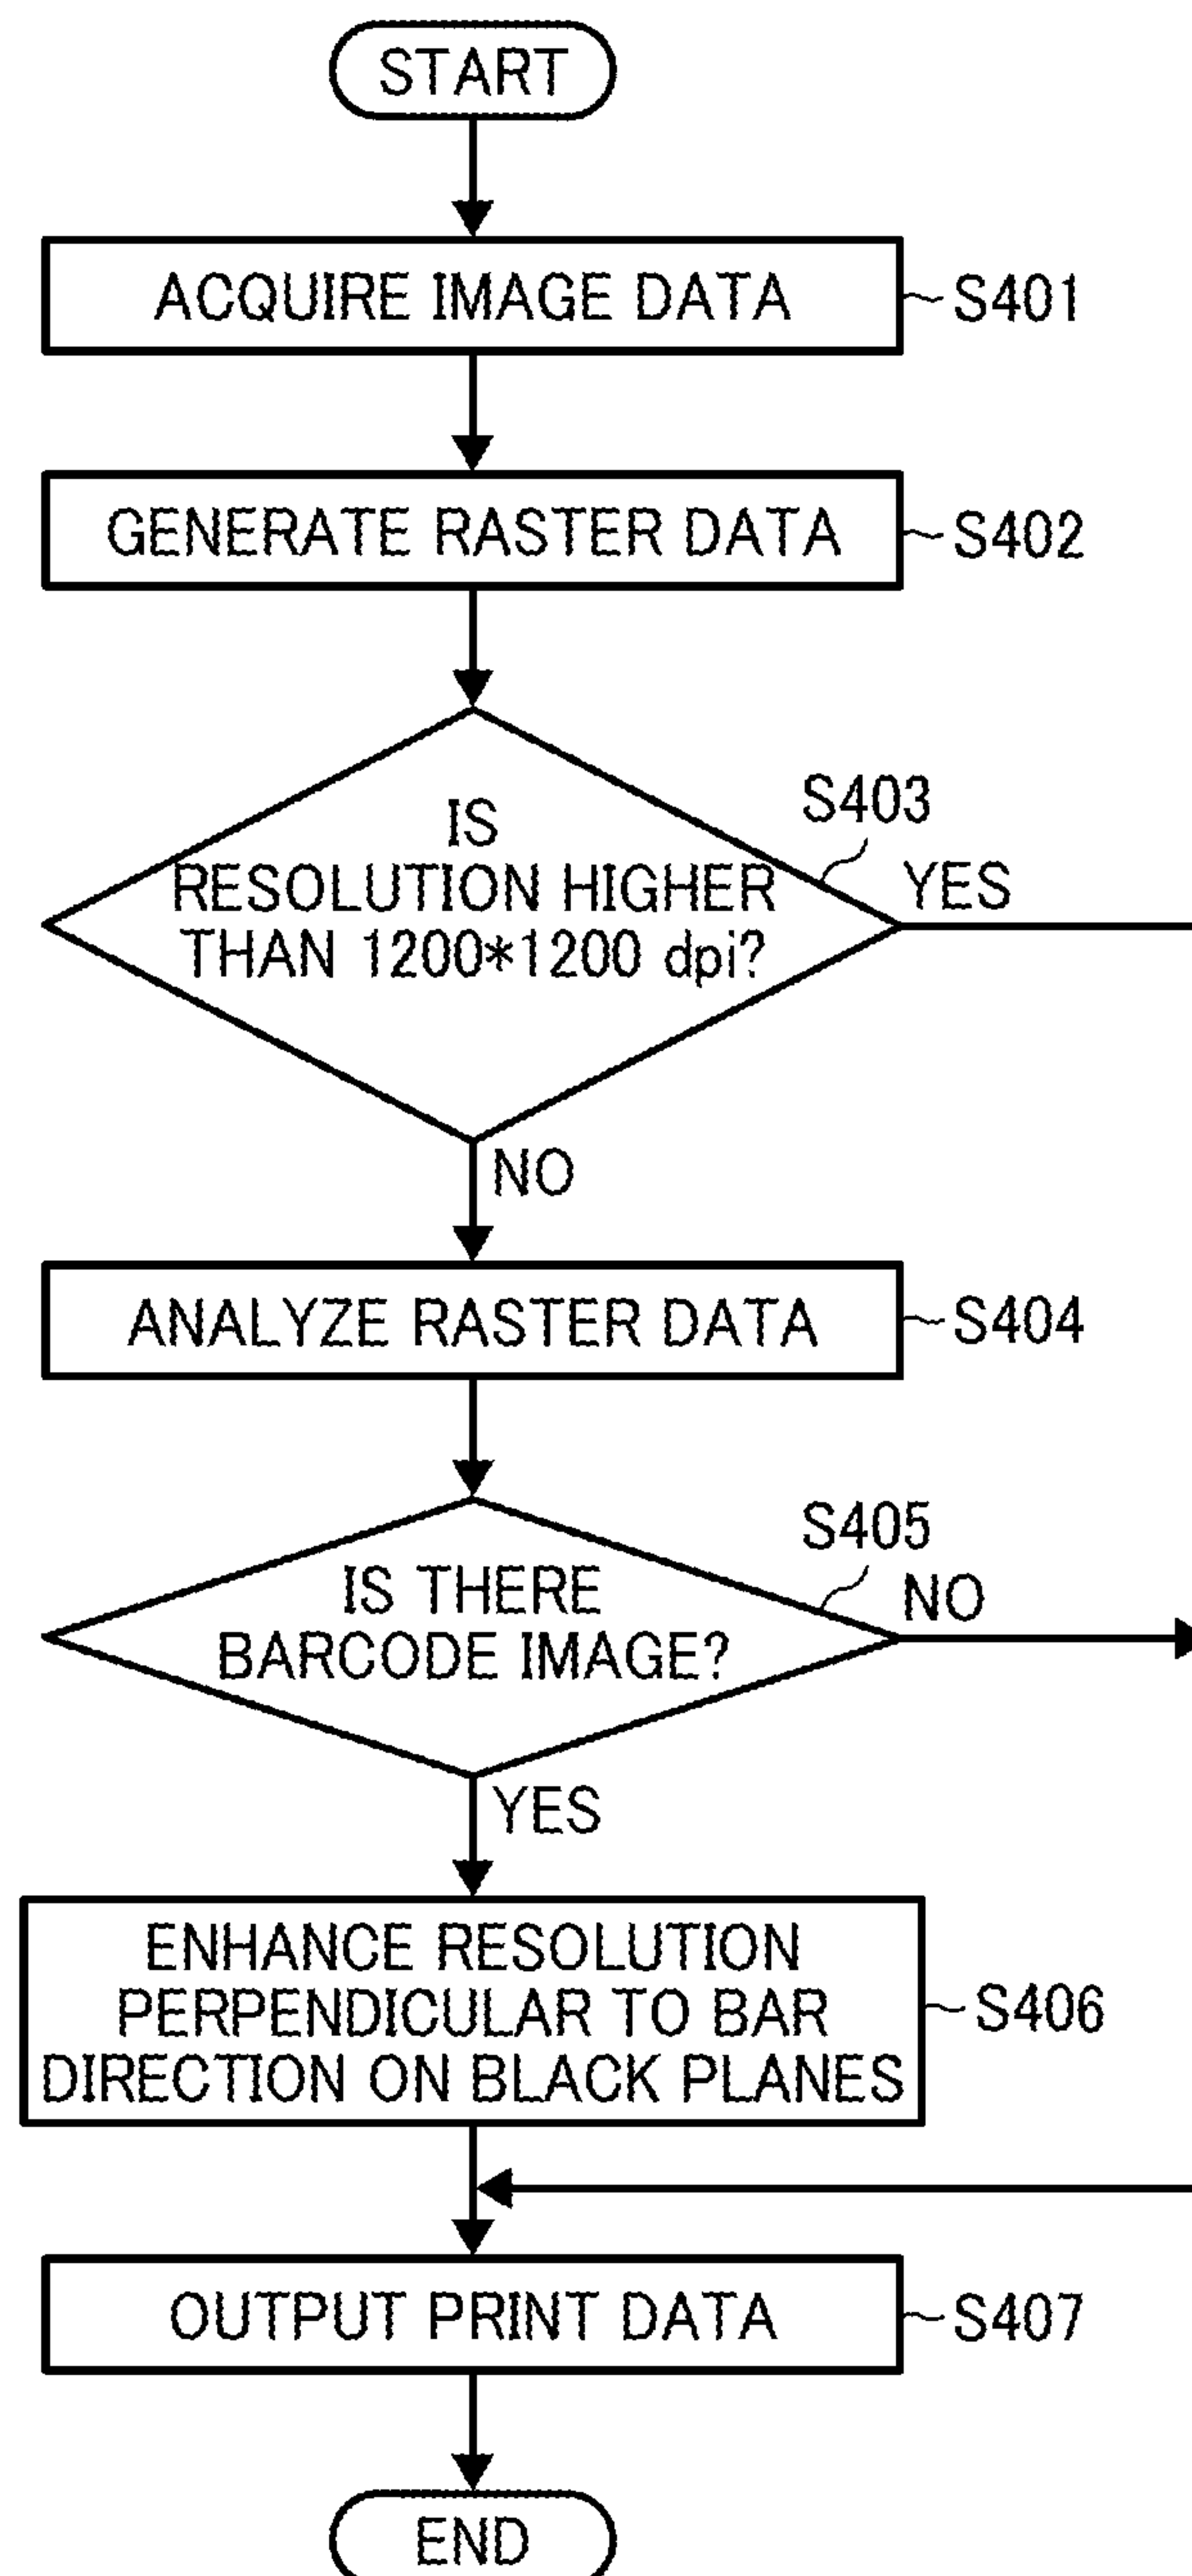 START
ACQUIRE IMAGE DATA
S401
GENERATE RASTER DATA
S402
S403
IS
RESOLUTION HIGHER
THAN 1200*1200 dpi?
YES
NO
ANALYZE RASTER DATA
S404
S405
IS THERE
BARCODE IMAGE?
NO
YES
ENHANCE RESOLUTION
PERPENDICULAR TO BAR
DIRECTION ON BLACK PLANES
S406
OUTPUT PRINT DATA
S407
END